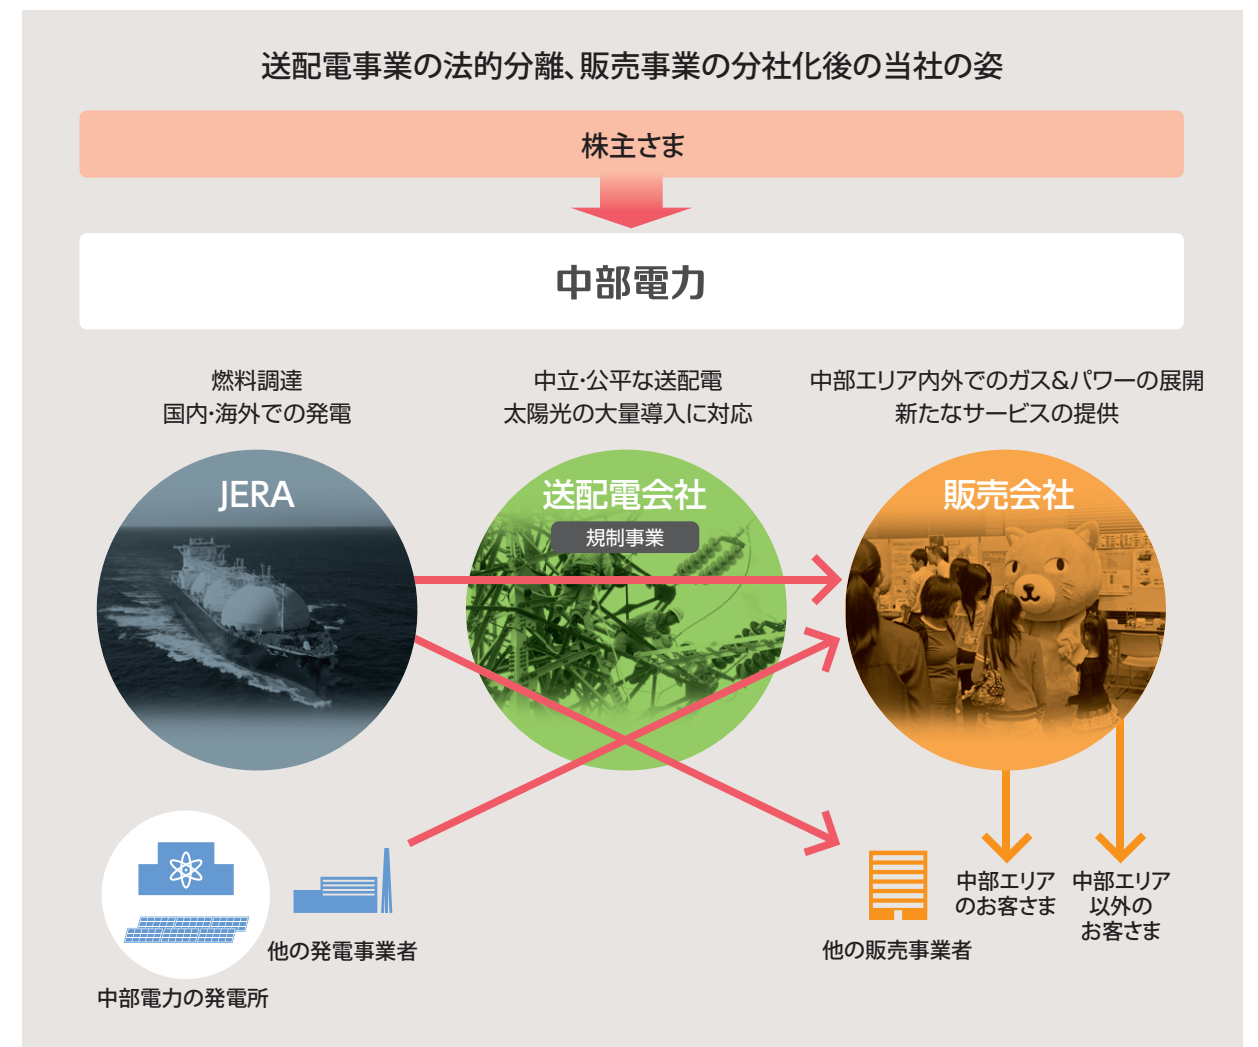 送配電事業の法的分離、販売事業の分社化後の当社の姿
株主さま
中部電力
燃料調達
国内・海外での発電
中立・公平な送配電
太陽光の大量導入に対応
中部エリア内外でのガス&パワーの展開
新たなサービスの提供
JERA
送配電会社
規制事業
販売会社
中部電力の発電所
他の発電事業者
他の販売事業者
中部エリア
のお客さま
中部エリア
以外の
お客さま